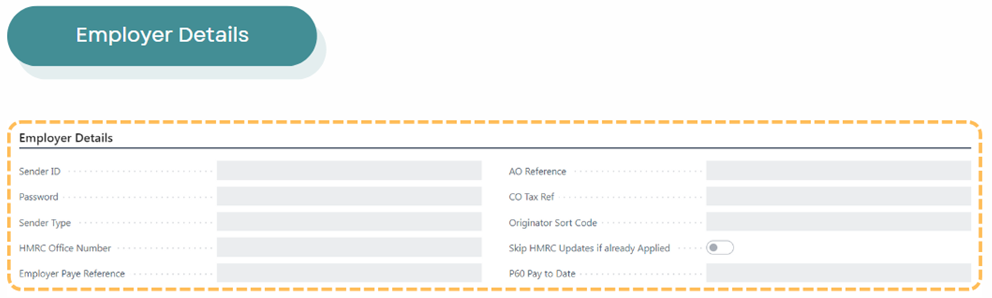 Employer Details
Employer Details
Sender ID
Password
Sender Type
HMRC Office Number
Employer Paye Reference
AO Reference
CO Tax Ref
Originator Sort Code
Skip HMRC Updates if already Applied
P60 Pay to Date